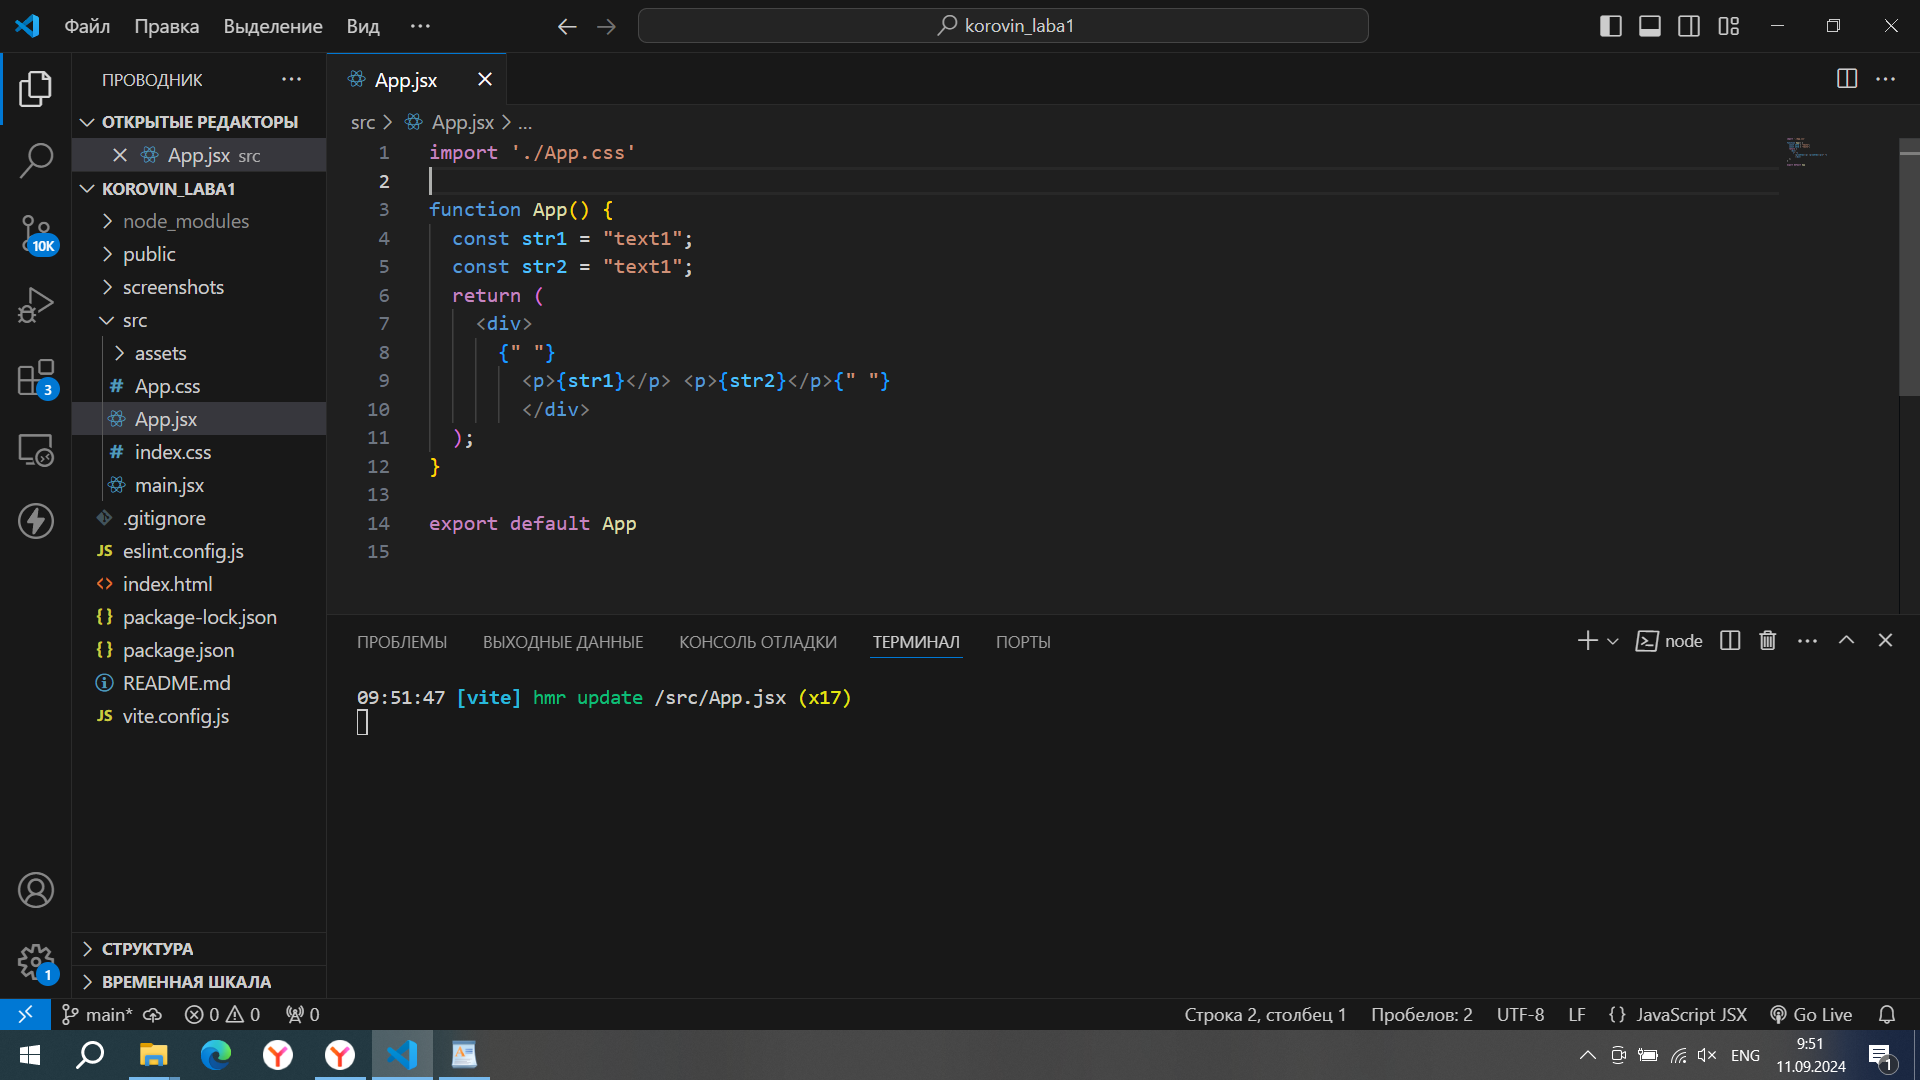 Файл Правка Выделение Вид ··· korovin_laba1
ПРОВОДНИК
ОТКРЫТЫЕ РЕДАКТОРЫ
App.jsx src
KOROVIN_LABA1
node_modules
public
screenshots
src
assets
App.css
App.jsx
index.css
main.jsx
.gitignore
JS eslint.config.js
index.html
package-lock.json
package.json
README.md
JS vite.config.js
СТРУКТУРА
ВРЕМЕННАЯ ШКАЛА
10K
3
1
App.jsx
src > App.jsx > ...
1 import './App.css'
2
3 function App() {
4 const str1 = "text1";
5 const str2 = "text1";
6 return (
7 <div>
8 {" "}
9 <p>{str1}</p> <p>{str2}</p>{" "}
10 </div>
11 );
12 }
13
14 export default App
15
ПРОБЛЕМЫ ВЫХОДНЫЕ ДАННЫЕ КОНСОЛЬ ОТЛАДКИ ТЕРМИНАЛ ПОРТЫ node
09:51:47 [vite] hmr update /src/App.jsx (x17)
main* 0 0 0 Строка 2, столбец 1 Пробелов: 2 UTF-8 LF {} JavaScript JSX Go Live
ENG 9:51
11.09.2024 1